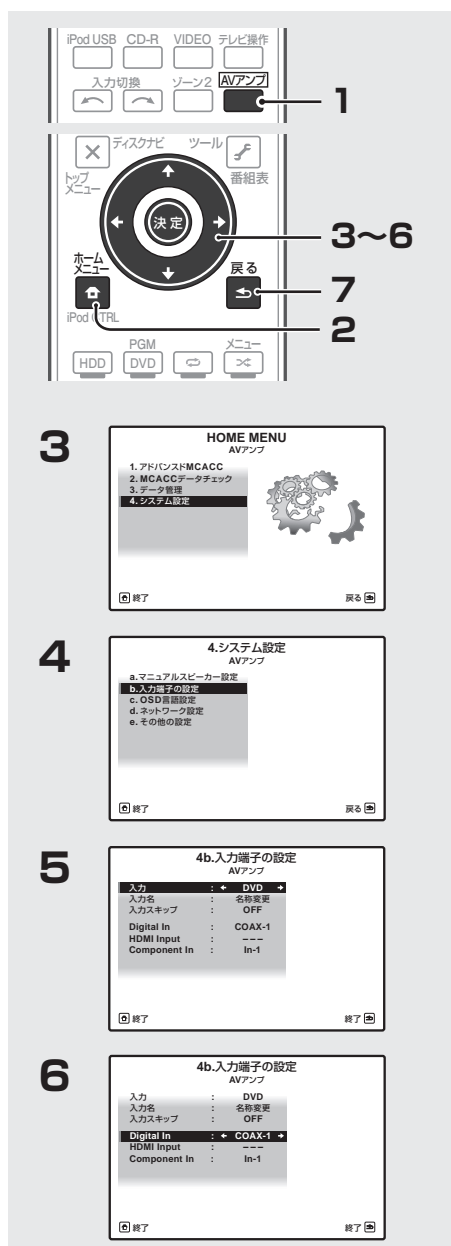 iPod USB CD-R VIDEO テレビ操作
入力切換 ゾーン2 AVアンプ
1
ディスクナビ ツール
トップ
メニュー
番組表
決定
3〜6
ホーム
メニュー
戻る
7
2
iPod CTRL
PGM メニュー
HDD DVD
3
HOME MENU
AVアンプ
1. アドバンスドMCACC
2. MCACCデータチェック
3. データ管理
4. システム設定
終了 戻る
4
4.システム設定
AVアンプ
a.マニュアルスピーカー設定
b.入力端子の設定
c. OSD言語設定
d. ネットワーク設定
e. その他の設定
終了 戻る
5
4b.入力端子の設定
AVアンプ
入力 : DVD
入力名 : 名称変更
入力スキップ : OFF
Digital In : COAX-1
HDMI Input : –––
Component In : In-1
終了 終了
6
4b.入力端子の設定
AVアンプ
入力 : DVD
入力名 : 名称変更
入力スキップ : OFF
Digital In : COAX-1
HDMI Input : –––
Component In : In-1
終了 終了